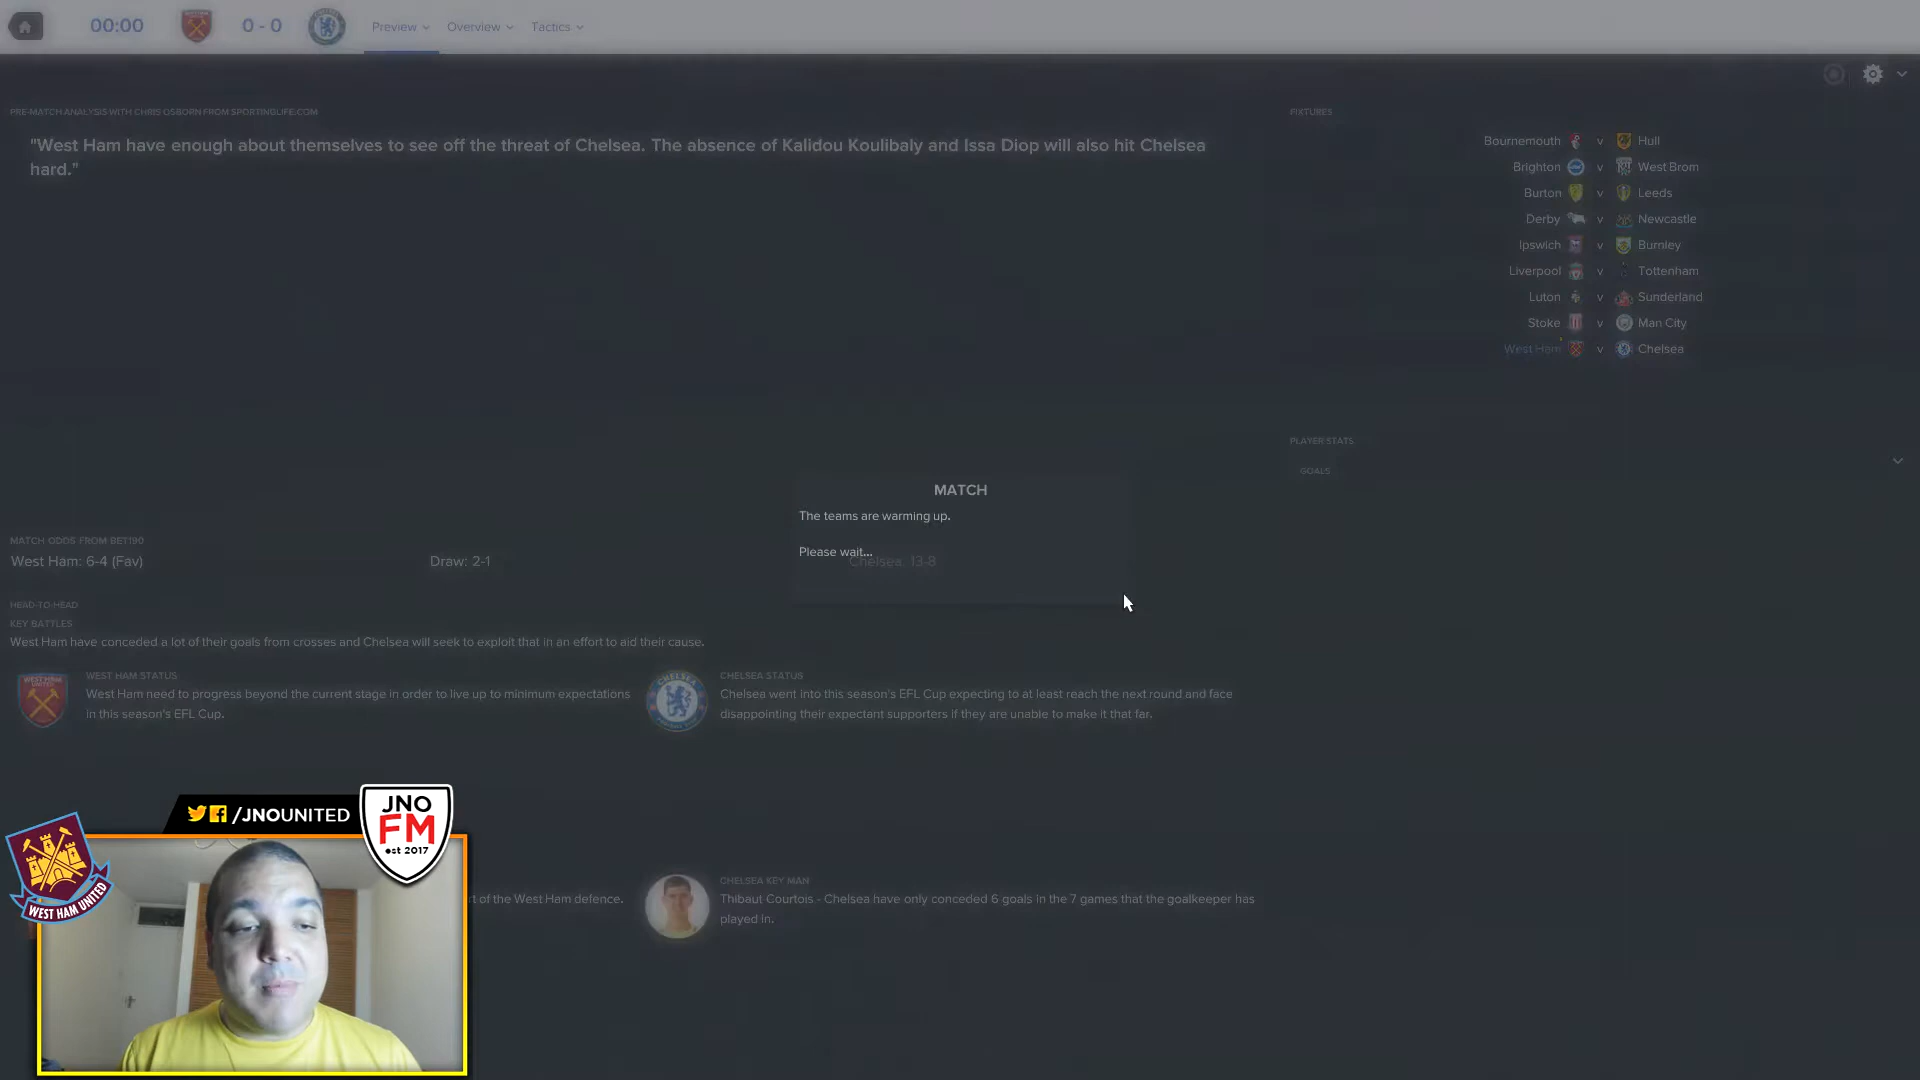 00:00
0 - 0
Preview
Overview
Tactics
PRE-MATCH ANALYSIS WITH CHRIS OSBORN FROM SPORTINGLIFE.COM
"West Ham have enough about themselves to see off the threat of Chelsea. The absence of Kalidou Koulibaly and Issa Diop will also hit Chelsea
hard."
FIXTURES
Bournemouth v Hull
Brighton v West Brom
Burton v Leeds
Derby v Newcastle
Ipswich v Burnley
Liverpool v Tottenham
Luton v Sunderland
Stoke v Man City
West Ham v Chelsea
PLAYER STATS
GOALS
MATCH
The teams are warming up.
Please wait...
MATCH ODDS FROM BET190
West Ham: 6-4 (Fav)
Draw: 2-1
Chelsea: 13-8
HEAD-TO-HEAD
KEY BATTLES
West Ham have conceded a lot of their goals from crosses and Chelsea will seek to exploit that in an effort to aid their cause.
WEST HAM STATUS
West Ham need to progress beyond the current stage in order to live up to minimum expectations
in this season's EFL Cup.
CHELSEA STATUS
Chelsea went into this season's EFL Cup expecting to at least reach the next round and face
disappointing their expectant supporters if they are unable to make it that far.
/JNOUNITED
JNO
FM
est 2017
WEST HAM UNITED
of the West Ham defence.
CHELSEA KEY MAN
Thibaut Courtois - Chelsea have only conceded 6 goals in the 7 games that the goalkeeper has
played in.